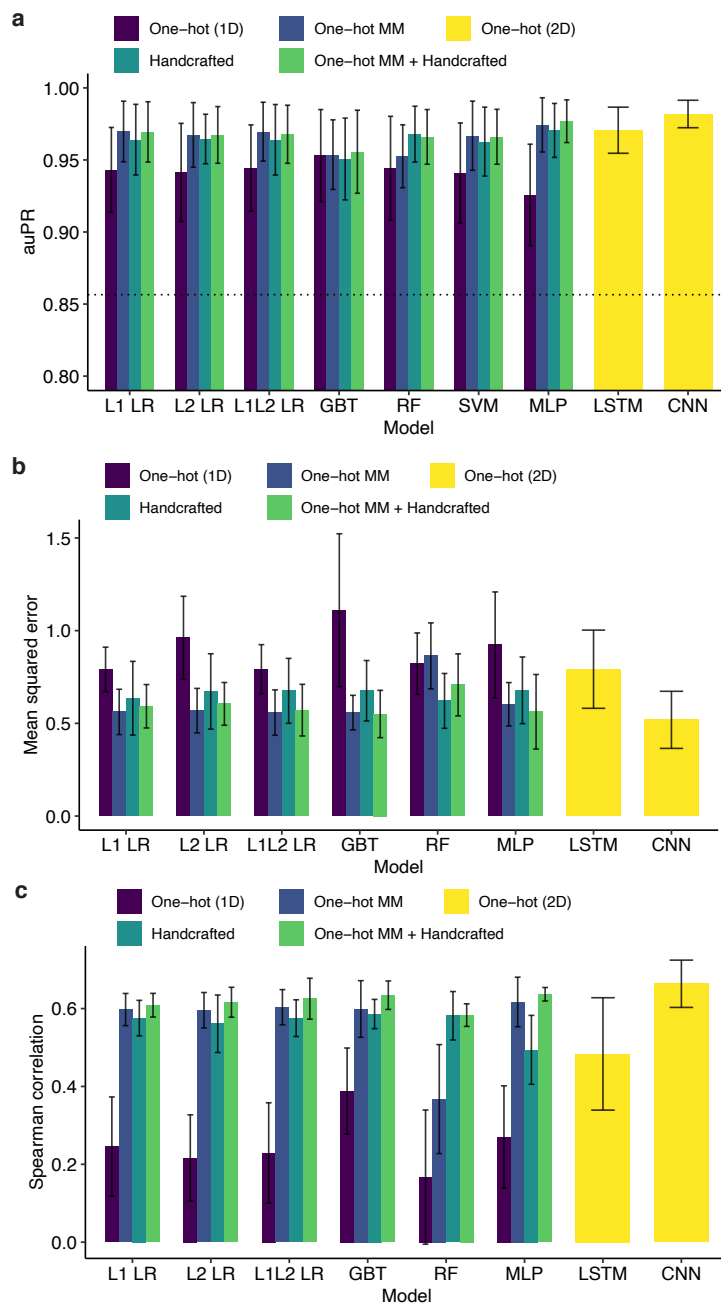 a
One-hot (1D) One-hot MM One-hot (2D)
Handcrafted One-hot MM + Handcrafted
1.00
0.95
0.90
0.85
0.80
auPR
L1 LR L2 LR L1L2 LR GBT RF SVM MLP LSTM CNN
Model
b
One-hot (1D) One-hot MM One-hot (2D)
Handcrafted One-hot MM + Handcrafted
1.5
1.0
0.5
0.0
Mean squared error
L1 LR L2 LR L1L2 LR GBT RF MLP LSTM CNN
Model
c
One-hot (1D) One-hot MM One-hot (2D)
Handcrafted One-hot MM + Handcrafted
0.6
0.4
0.2
0.0
Spearman correlation
L1 LR L2 LR L1L2 LR GBT RF MLP LSTM CNN
Model